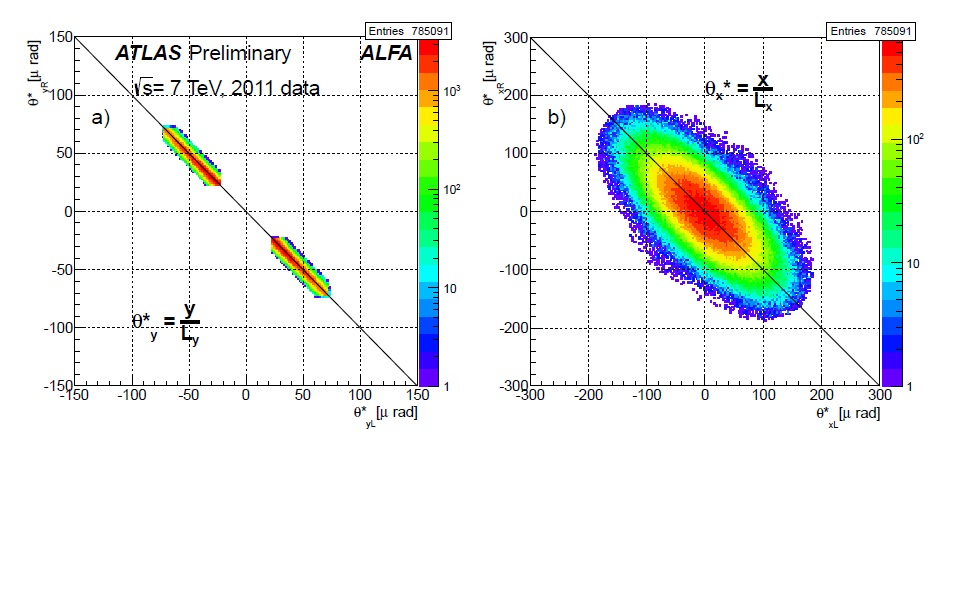 Entries 785091
ATLAS Preliminary ALFA
√s= 7 TeV, 2011 data
a)
θ*y = y/Ly
θ*yR [μ rad]
150
100
50
0
-50
-100
-150
-150 -100 -50 0 50 100 150
θ*yL [μ rad]
10³
10²
10
1
Entries 785091
b)
θx* = x/Lx
θ*xR [μ rad]
300
200
100
0
-100
-200
-300
-300 -200 -100 0 100 200 300
θ*xL [μ rad]
10²
10
1